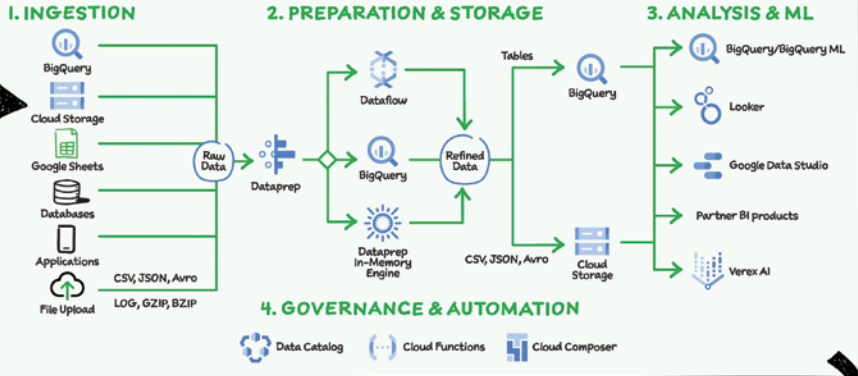 1. INGESTION
BigQuery
Cloud Storage
Google Sheets
Databases
Applications
File Upload
CSV, JSON, Avro
LOG, GZIP, BZIP
Raw
Data
2. PREPARATION & STORAGE
Dataprep
Dataflow
BigQuery
Dataprep
In-Memory
Engine
Refined
Data
Tables
BigQuery
CSV, JSON, Avro
Cloud
Storage
3. ANALYSIS & ML
BigQuery/BigQuery ML
Looker
Google Data Studio
Partner BI products
Verex AI
4. GOVERNANCE & AUTOMATION
Data Catalog
Cloud Functions
Cloud Composer